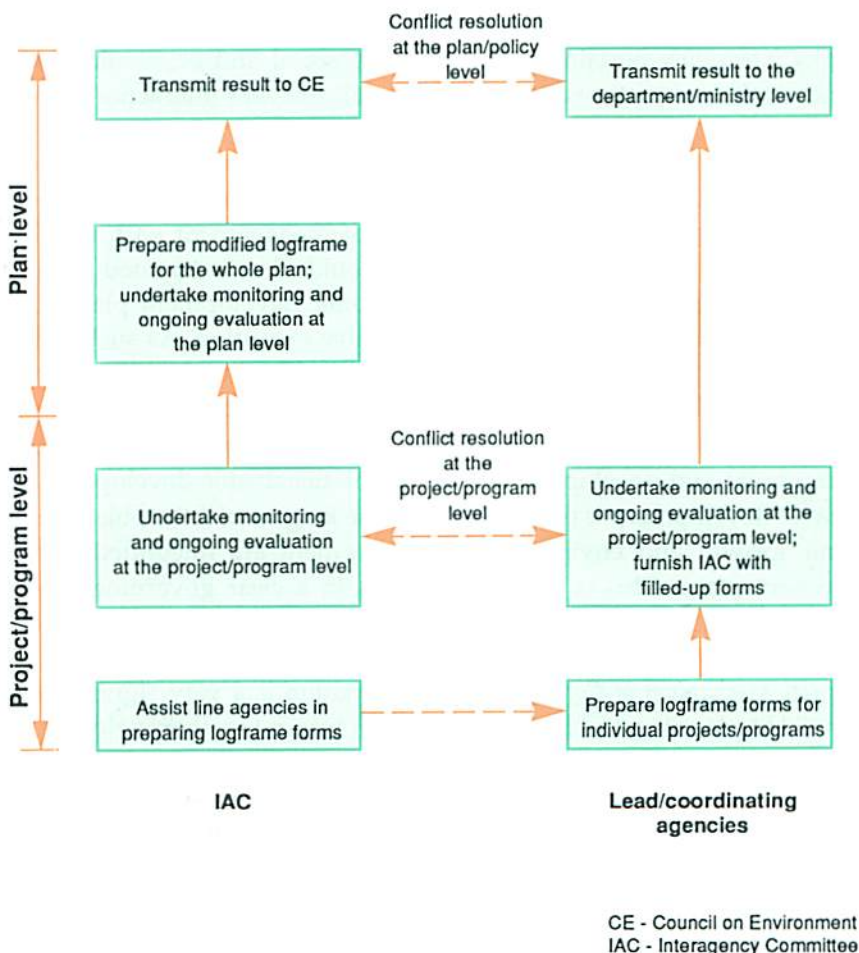 Conflict resolution
at the plan/policy
level
Transmit result to CE
Transmit result to the
department/ministry level
Plan level
Prepare modified logframe
for the whole plan;
undertake monitoring and
ongoing evaluation at
the plan level
Conflict resolution
at the
project/program
level
Project/program level
Undertake monitoring
and ongoing evaluation
at the project/program level
Undertake monitoring and
ongoing evaluation at the
project/program level;
furnish IAC with
filled-up forms
Assist line agencies in
preparing logframe forms
Prepare logframe forms for
individual projects/programs
IAC
Lead/coordinating
agencies
CE - Council on Environment
IAC - Interagency Committee